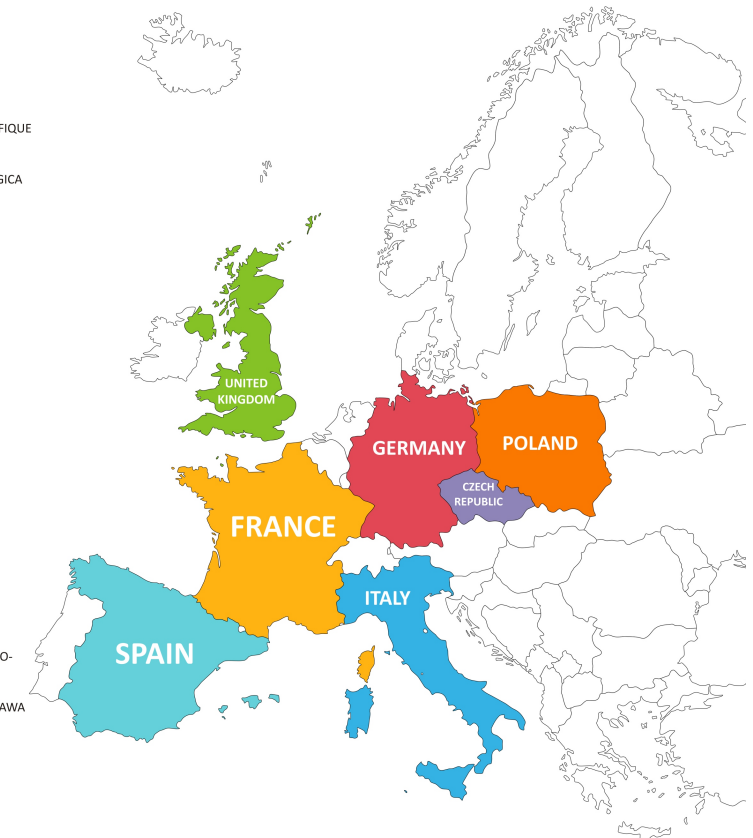 FIQUE
GICA
UNITED
KINGDOM
GERMANY
POLAND
CZECH
REPUBLIC
FRANCE
ITALY
SPAIN
O-
AWA